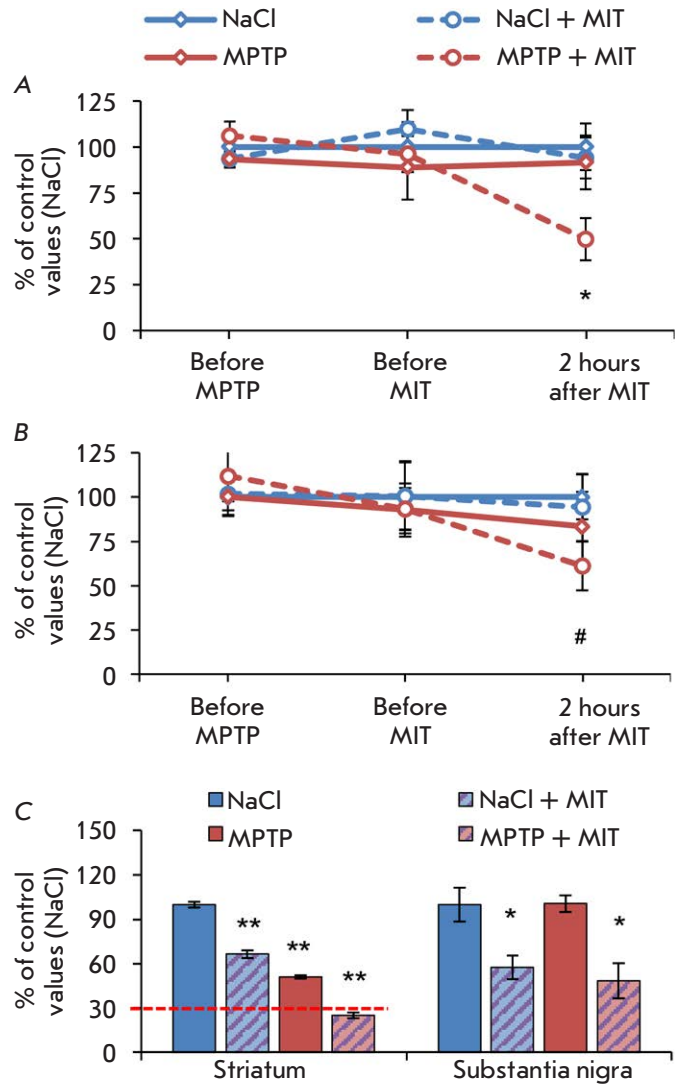 NaCl NaCl + MIT
MPTP MPTP + MIT
A
% of control
values (NaCl)
125
100
75
50
25
0
*
Before
MPTP
Before
MIT
2 hours
after MIT
B
% of control
values (NaCl)
125
100
75
50
25
0
#
Before
MPTP
Before
MIT
2 hours
after MIT
C
NaCl NaCl + MIT
MPTP MPTP + MIT
% of control
values (NaCl)
150
120
90
60
30
0
** ** ** * *
Striatum Substantia nigra